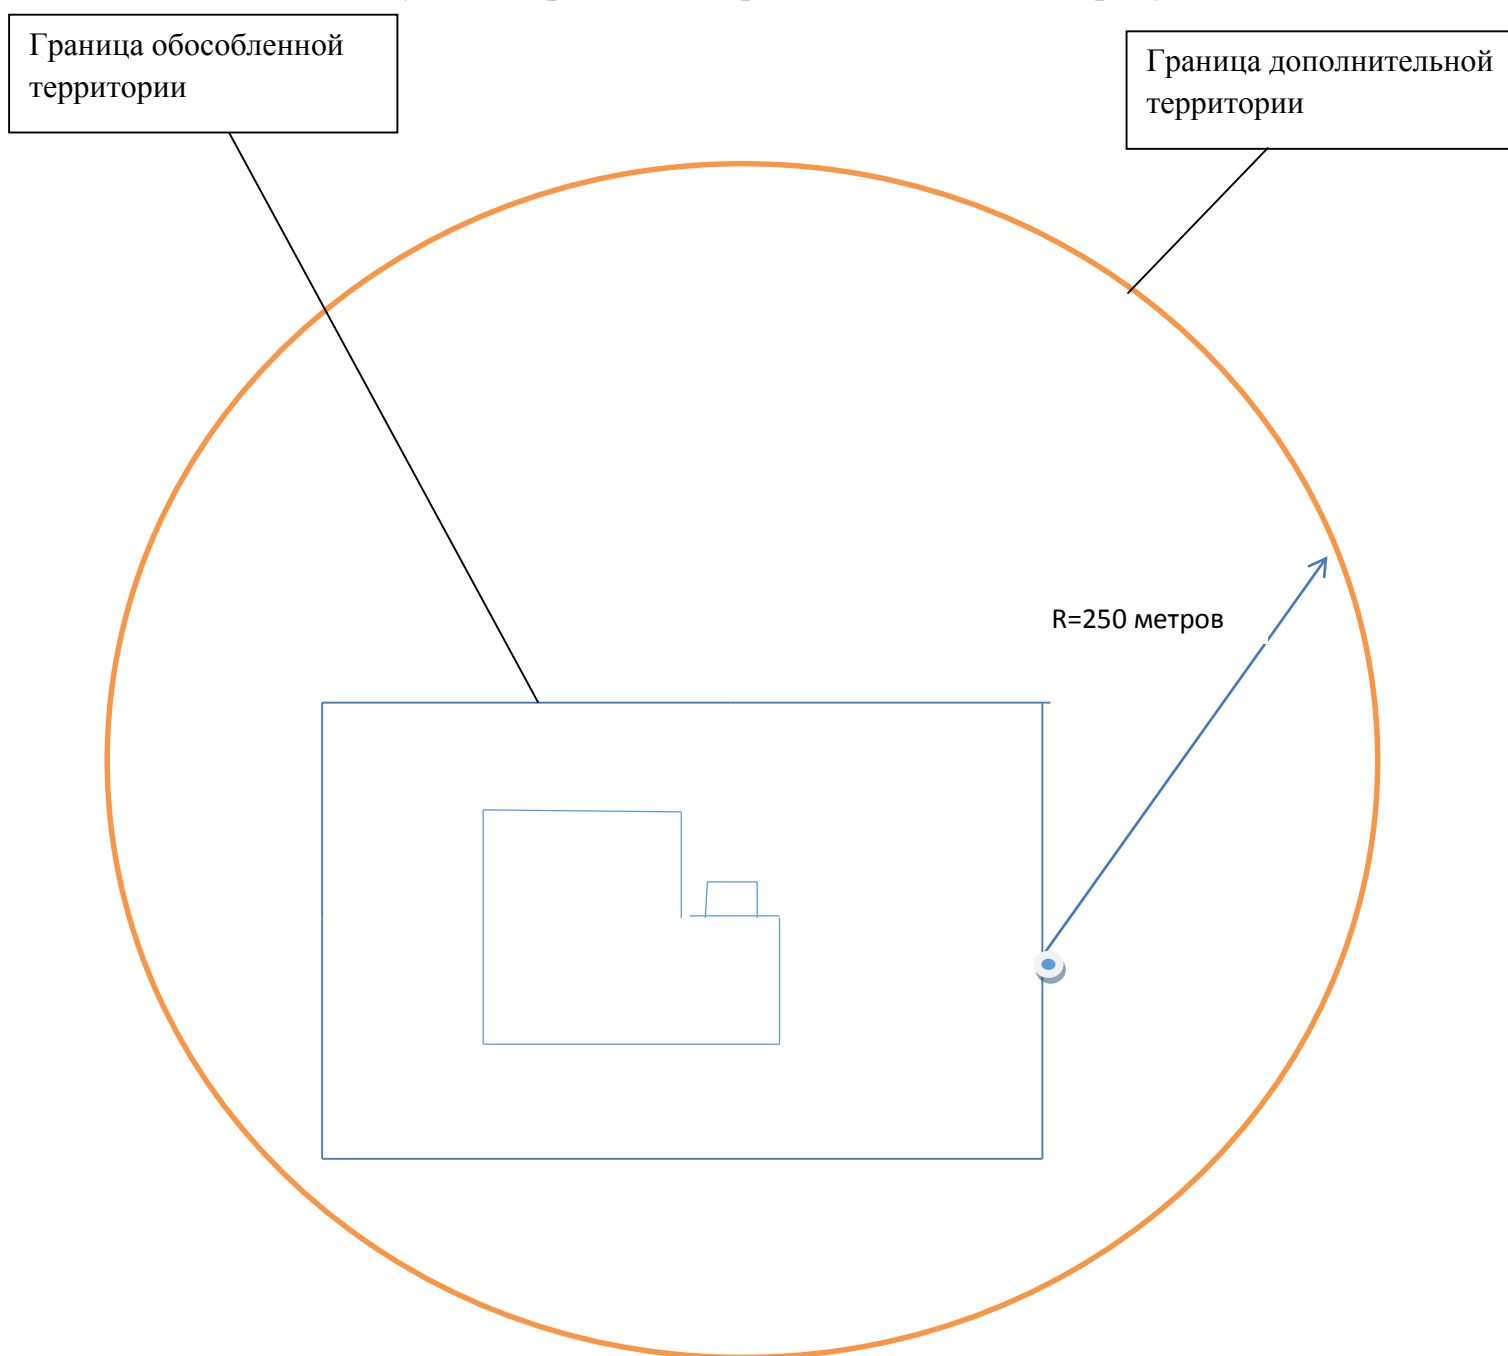 Граница обособленной
территории
Граница дополнительной
территории
R=250 метров